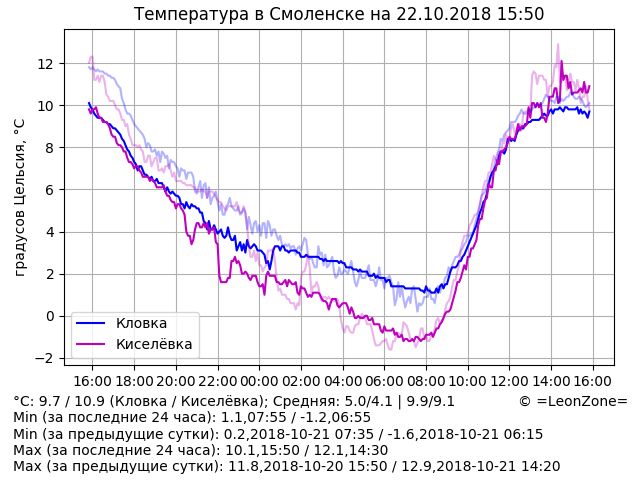 Температура в Смоленске на 22.10.2018 15:50
градусов Цельсия, °C
12
10
8
6
4
2
0
−2
Кловка
Киселёвка
16:00 18:00 20:00 22:00 00:00 02:00 04:00 06:00 08:00 10:00 12:00 14:00 16:00
°C: 9.7 / 10.9 (Кловка / Киселёвка); Средняя: 5.0/4.1 | 9.9/9.1 © =LeonZone=
Min (за последние 24 часа): 1.1,07:55 / -1.2,06:55
Min (за предыдущие сутки): 0.2,2018-10-21 07:35 / -1.6,2018-10-21 06:15
Max (за последние 24 часа): 10.1,15:50 / 12.1,14:30
Max (за предыдущие сутки): 11.8,2018-10-20 15:50 / 12.9,2018-10-21 14:20